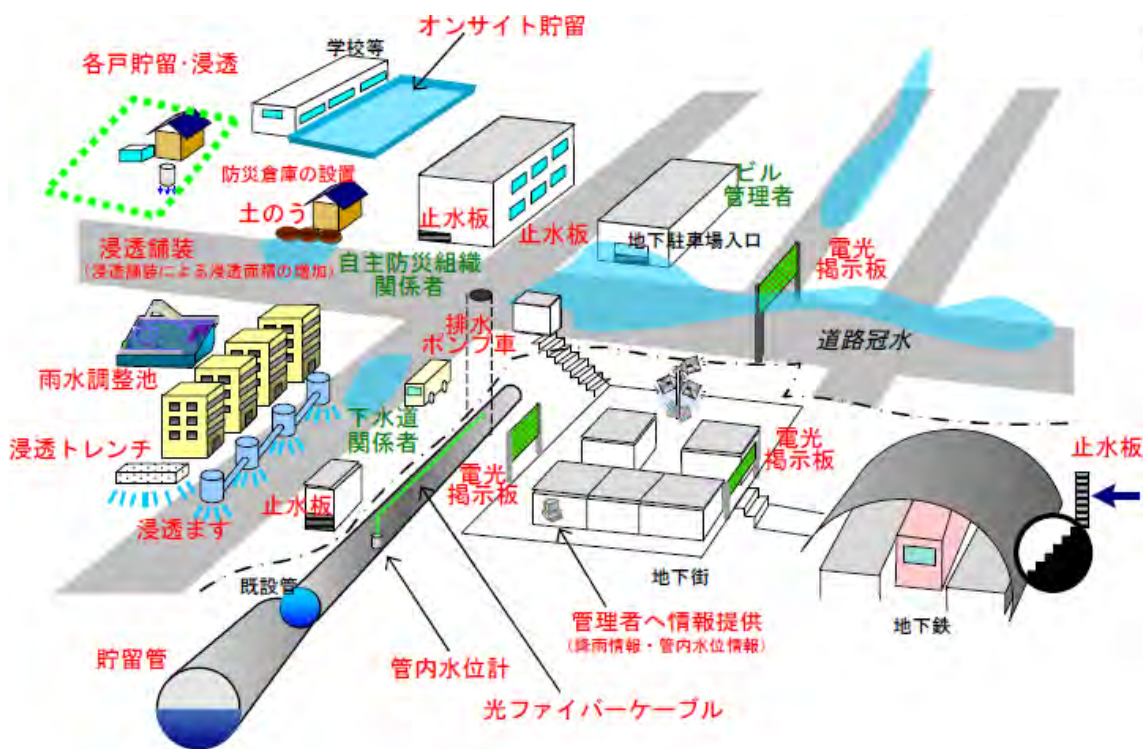 オンサイト貯留
学校等
各戸貯留・浸透
防災倉庫の設置
土のう
止水板
止水板
ビル
管理者
地下駐車場入口
電光
掲示板
浸透舗装
(浸透舗装による浸透面積の増加)
自主防災組織
関係者
排水
ポンプ車
道路冠水
雨水調整池
下水道
関係者
浸透トレンチ
電光
掲示板
電光
掲示板
止水板
止水板
浸透ます
既設管
地下街
地下鉄
管理者へ情報提供
(降雨情報・管内水位情報)
貯留管
管内水位計
光ファイバーケーブル